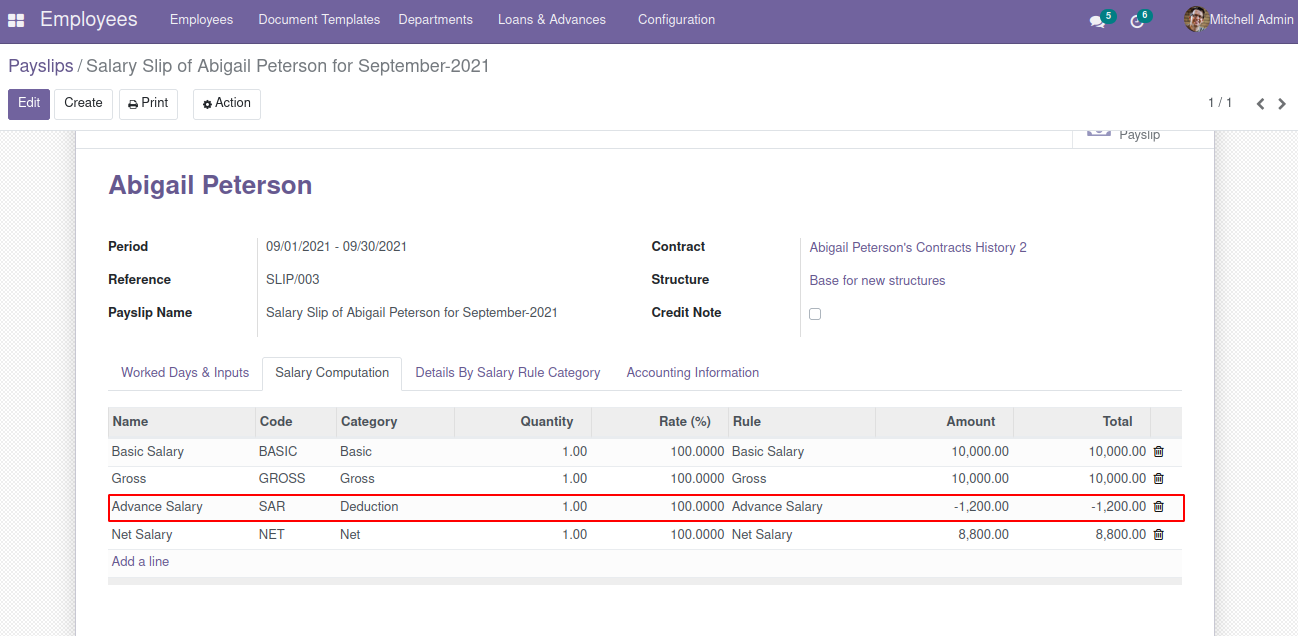 Employees Employees Document Templates Departments Loans & Advances Configuration 5 6 Mitchell Admin
Payslips / Salary Slip of Abigail Peterson for September-2021
Edit Create Print Action 1 / 1
Payslip
Abigail Peterson
Period 09/01/2021 - 09/30/2021 Contract Abigail Peterson's Contracts History 2
Reference SLIP/003 Structure Base for new structures
Payslip Name Salary Slip of Abigail Peterson for September-2021 Credit Note
Worked Days & Inputs Salary Computation Details By Salary Rule Category Accounting Information
Name Code Category Quantity Rate (%) Rule Amount Total
Basic Salary BASIC Basic 1.00 100.0000 Basic Salary 10,000.00 10,000.00
Gross GROSS Gross 1.00 100.0000 Gross 10,000.00 10,000.00
Advance Salary SAR Deduction 1.00 100.0000 Advance Salary -1,200.00 -1,200.00
Net Salary NET Net 1.00 100.0000 Net Salary 8,800.00 8,800.00
Add a line